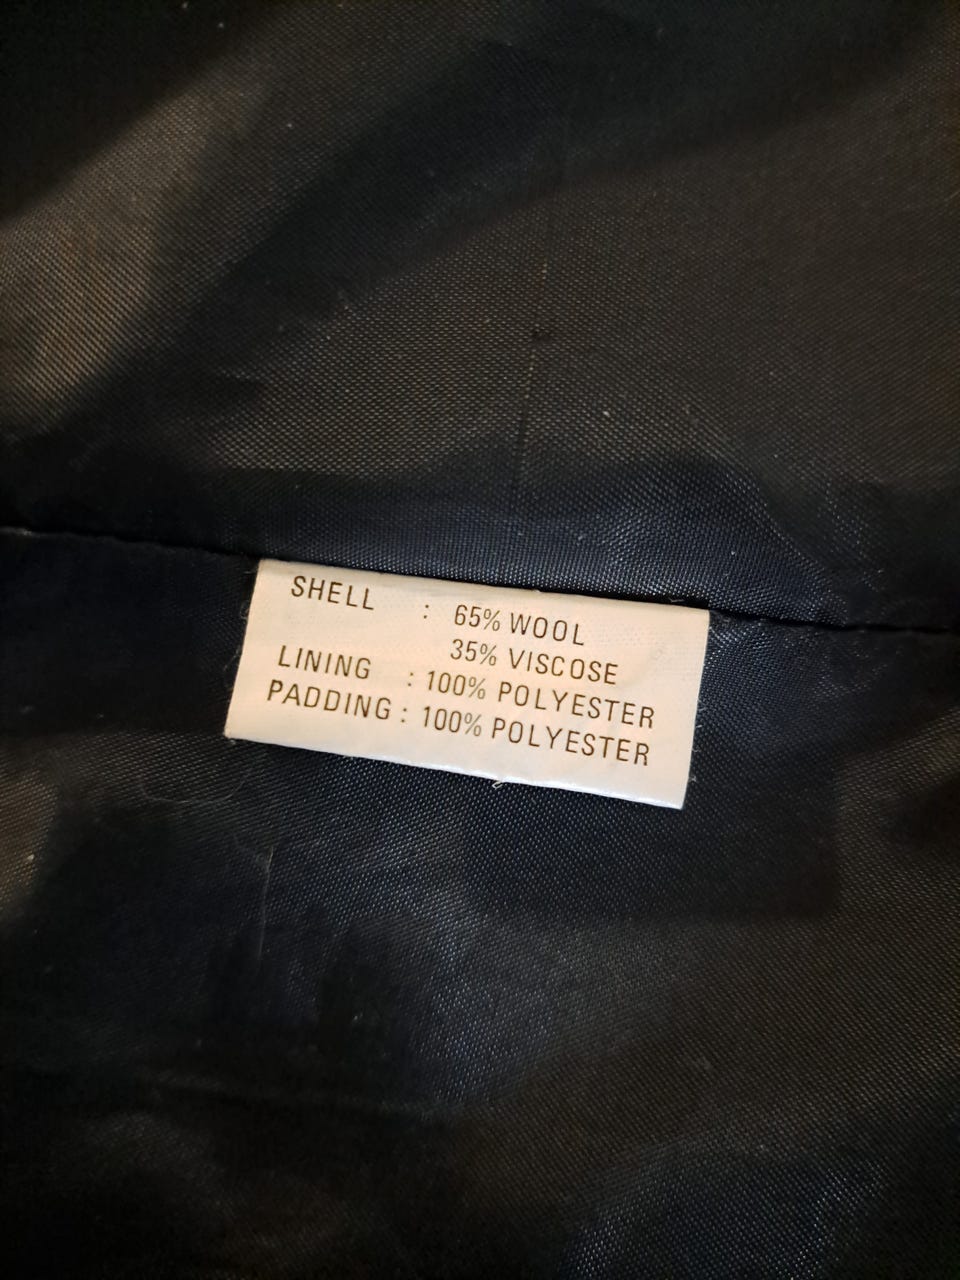 SHELL : 65% WOOL
35% VISCOSE
LINING : 100% POLYESTER
PADDING : 100% POLYESTER